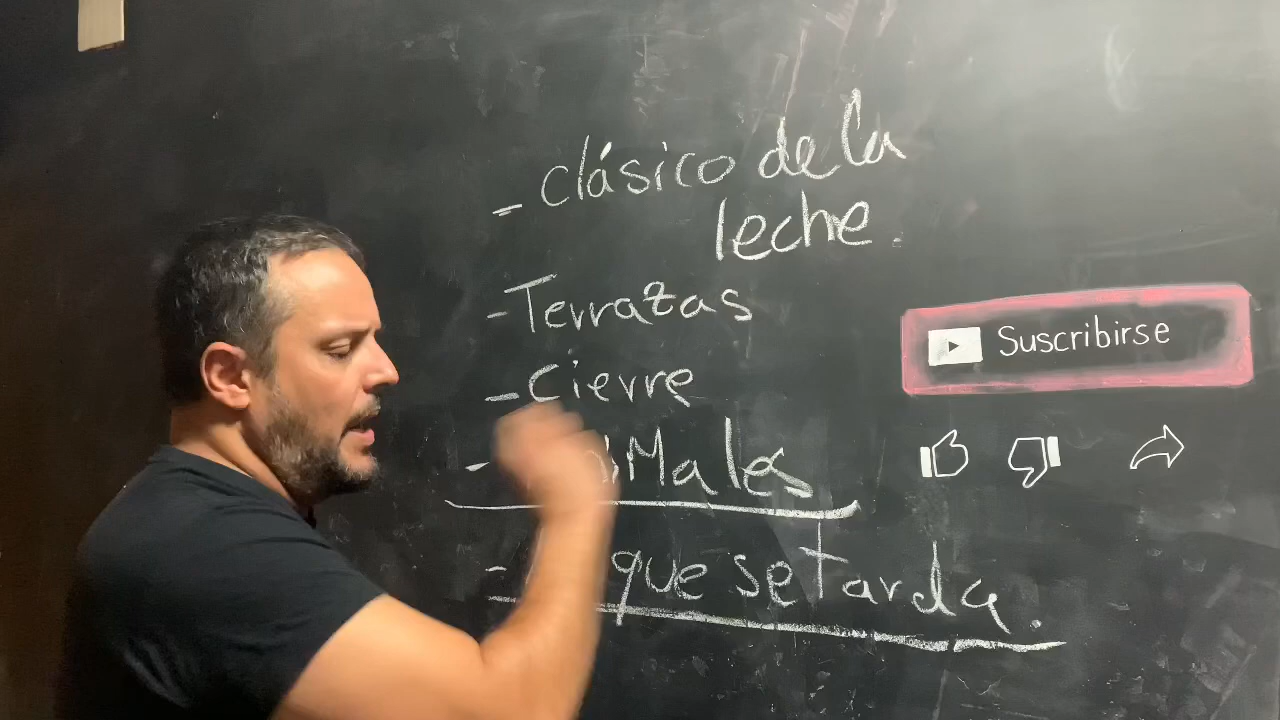 - clásico de la
leche.
- Terrazas
- Cierre
- Males
- que se tarda.
Suscribirse